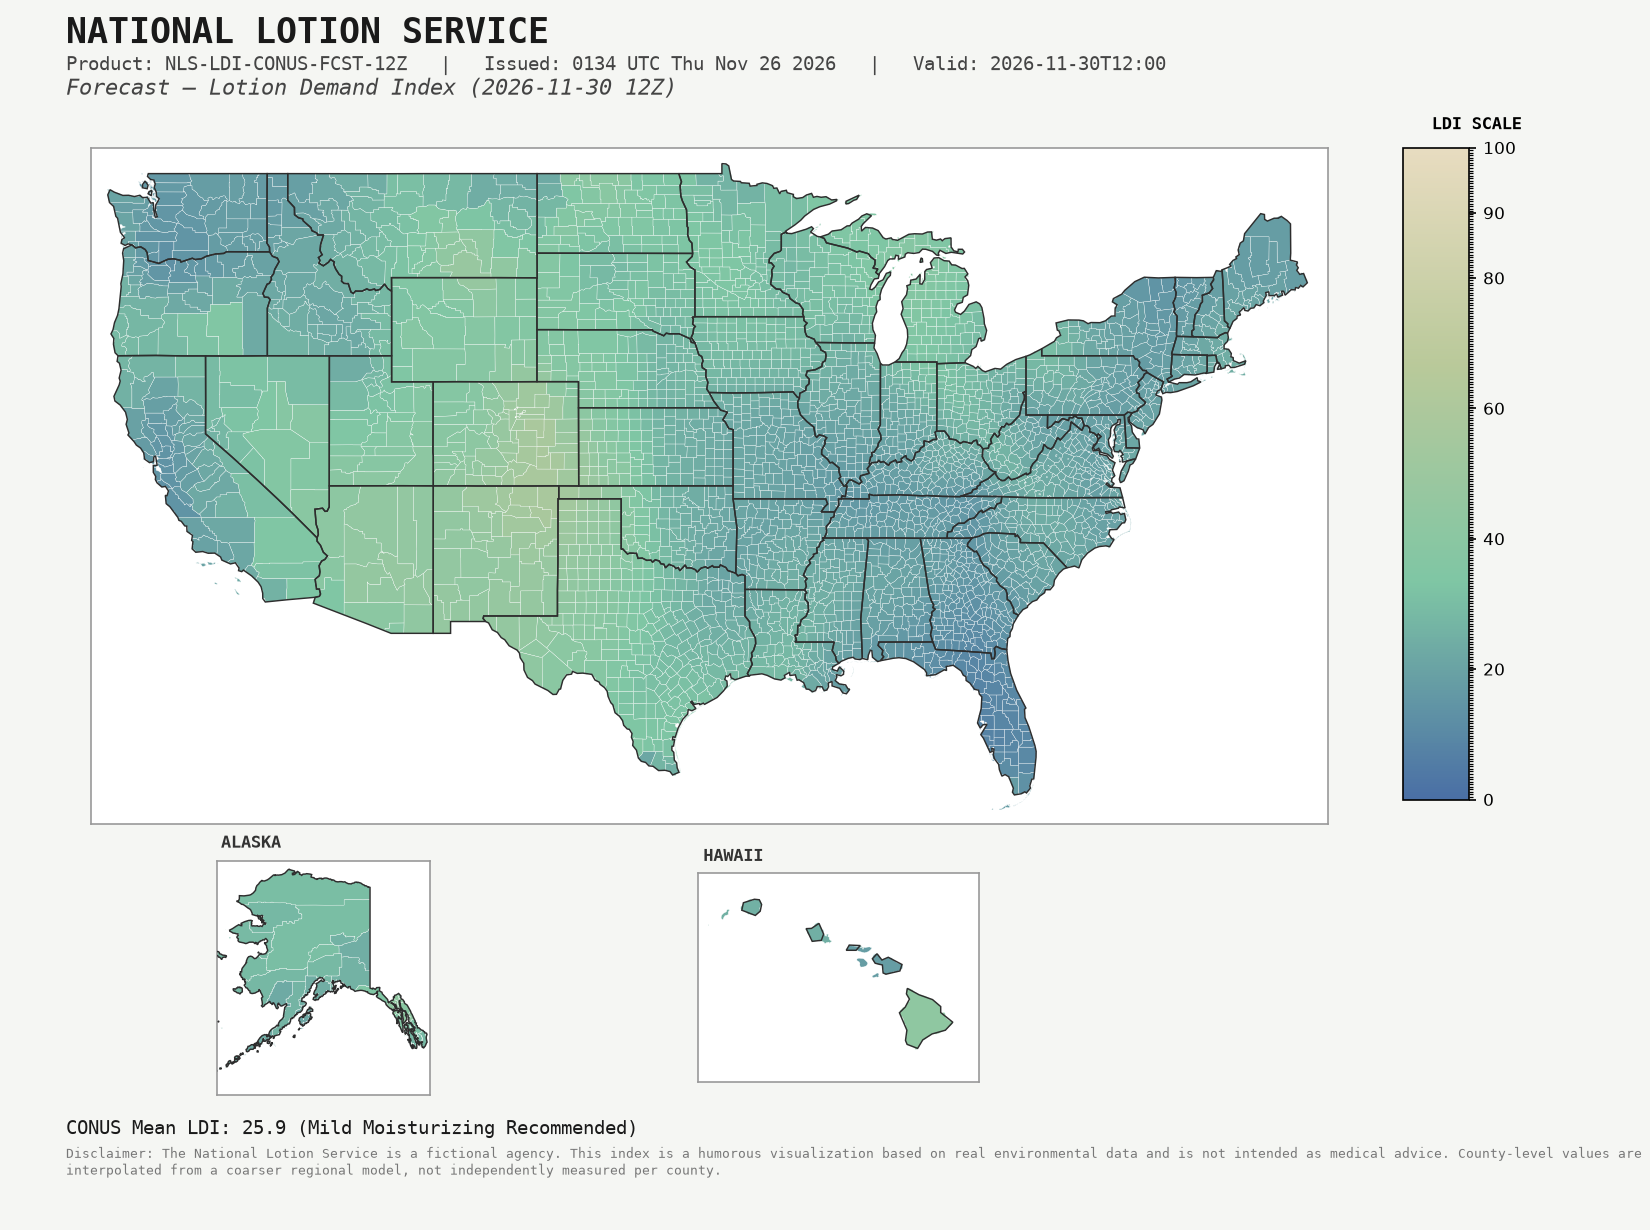 NATIONAL LOTION SERVICE
Product: NLS-LDI-CONUS-FCST-12Z | Issued: 0134 UTC Thu Nov 26 2026 | Valid: 2026-11-30T12:00
Forecast — Lotion Demand Index (2026-11-30 12Z)
LDI SCALE
100
90
80
60
40
20
0
ALASKA
HAWAII
CONUS Mean LDI: 25.9 (Mild Moisturizing Recommended)
Disclaimer: The National Lotion Service is a fictional agency. This index is a humorous visualization based on real environmental data and is not intended as medical advice. County-level values are
interpolated from a coarser regional model, not independently measured per county.